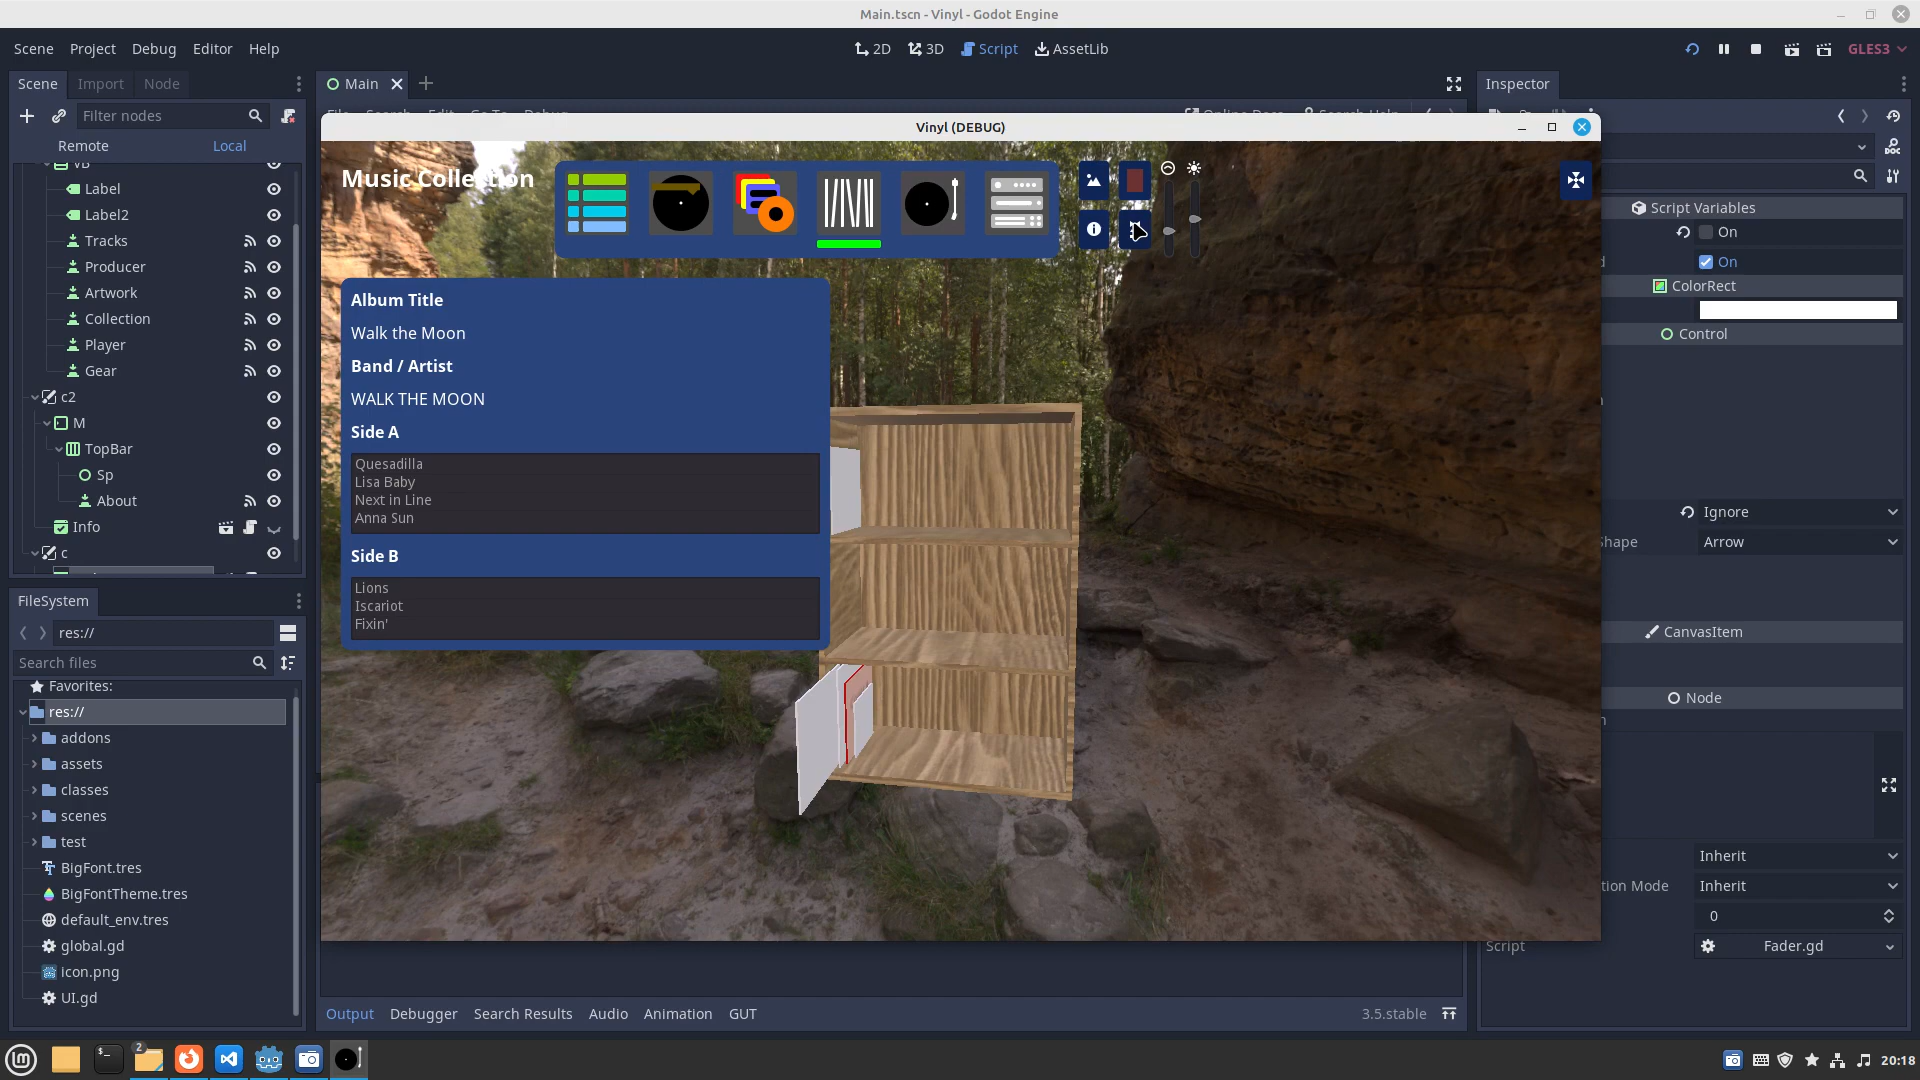 Main.tscn - Vinyl - Godot Engine
Scene Project Debug Editor Help
2D 3D Script AssetLib
GLES3
Scene Import Node
Main
Inspector
Filter nodes
Remote Local
Label
Label2
Tracks
Producer
Artwork
Collection
Player
Gear
c2
M
TopBar
Sp
About
Info
c
FileSystem
res://
Search files
Favorites:
res://
addons
assets
classes
scenes
test
BigFont.tres
BigFontTheme.tres
default_env.tres
global.gd
icon.png
UI.gd
Vinyl (DEBUG)
Music Collection
Album Title
Walk the Moon
Band / Artist
WALK THE MOON
Side A
Quesadilla
Lisa Baby
Next in Line
Anna Sun
Side B
Lions
Iscariot
Fixin'
Script Variables
On
On
ColorRect
Control
Ignore
Shape Arrow
CanvasItem
Node
Inherit
tion Mode Inherit
0
Script Fader.gd
Output Debugger Search Results Audio Animation GUT 3.5.stable
2
20:18